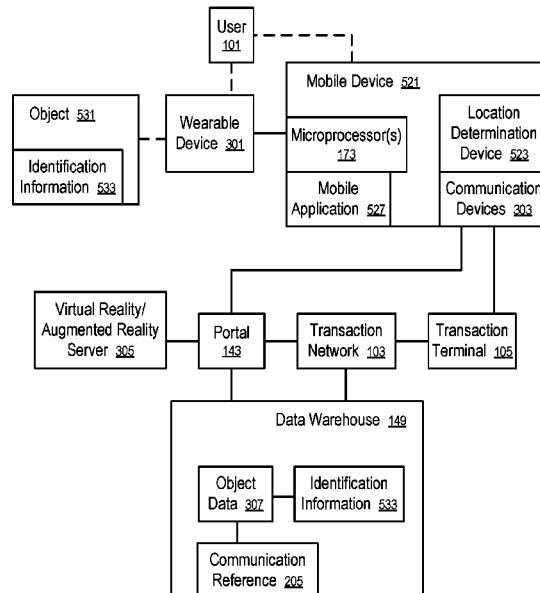 User
101
Mobile Device 521
Object 531
Identification
Information 533
Wearable
Device 301
Microprocessor(s)
173
Mobile
Application 527
Location
Determination
Device 523
Communication
Devices 303
Virtual Reality/
Augmented Reality
Server 305
Portal
143
Transaction
Network 103
Transaction
Terminal 105
Data Warehouse 149
Object
Data 307
Identification
Information 533
Communication
Reference 205